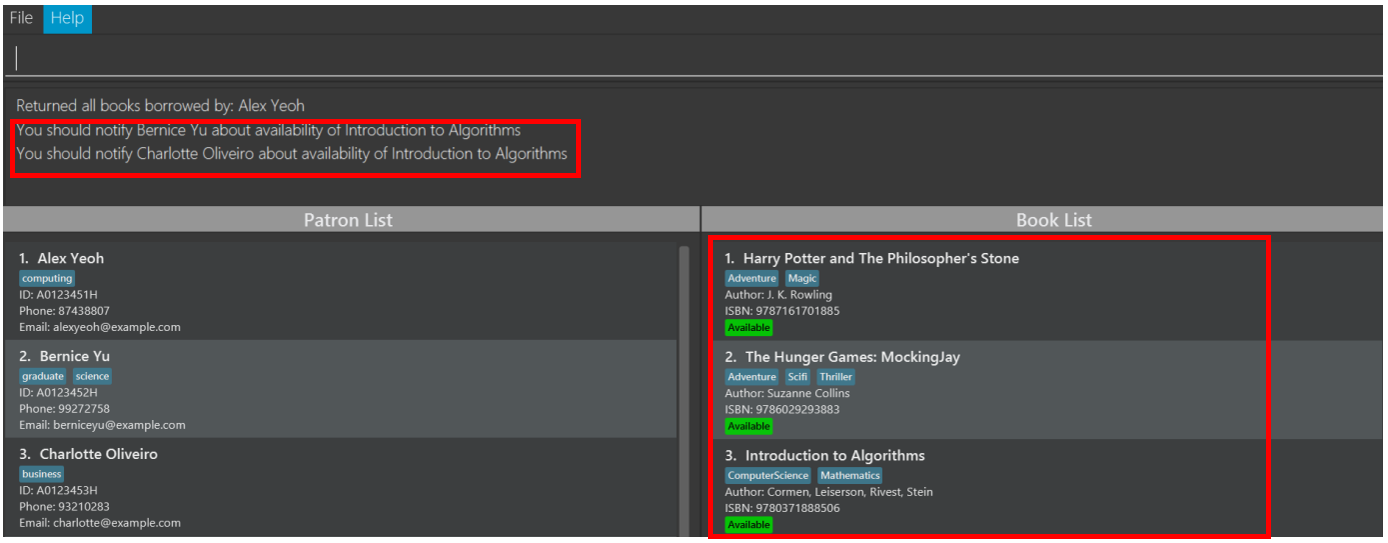 File Help
Returned all books borrowed by: Alex Yeoh
You should notify Bernice Yu about availability of Introduction to Algorithms
You should notify Charlotte Oliveiro about availability of Introduction to Algorithms
Patron List
1. Alex Yeoh
computing
ID: A0123451H
Phone: 87438807
Email: alexyeoh@example.com
2. Bernice Yu
graduate science
ID: A0123452H
Phone: 99272758
Email: berniceyu@example.com
3. Charlotte Oliveiro
business
ID: A0123453H
Phone: 93210283
Email: charlotte@example.com
Book List
1. Harry Potter and The Philosopher's Stone
Adventure Magic
Author: J. K. Rowling
ISBN: 9787161701885
Available
2. The Hunger Games: MockingJay
Adventure Scifi Thriller
Author: Suzanne Collins
ISBN: 9786029293883
Available
3. Introduction to Algorithms
ComputerScience Mathematics
Author: Cormen, Leiserson, Rivest, Stein
ISBN: 9780371888506
Available